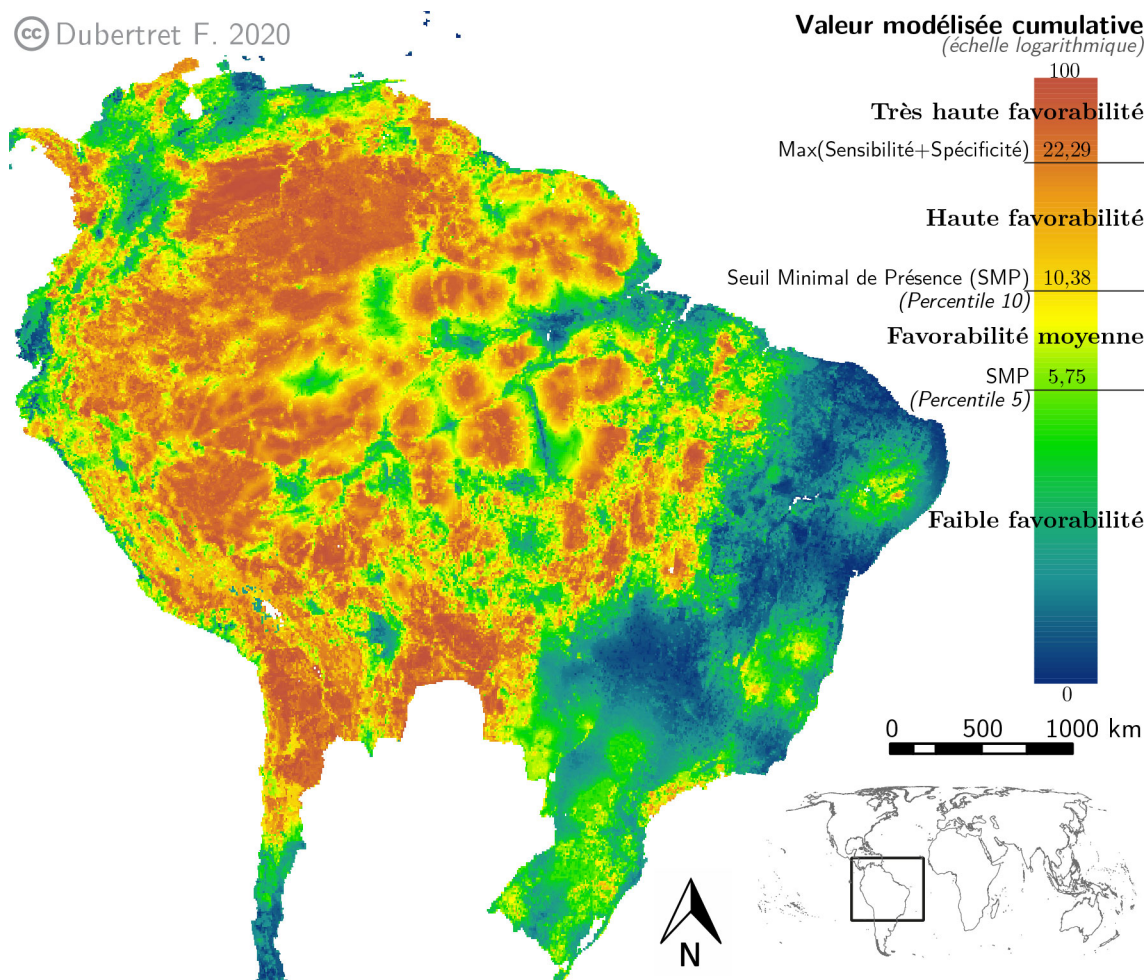 cc Dubertret F. 2020
Valeur modélisée cumulative
(échelle logarithmique)
100
Très haute favorabilité
Max(Sensibilité+Spécificité) 22,29
Haute favorabilité
Seuil Minimal de Présence (SMP) 10,38
(Percentile 10)
Favorabilité moyenne
SMP 5,75
(Percentile 5)
Faible favorabilité
0
0 500 1000 km
N